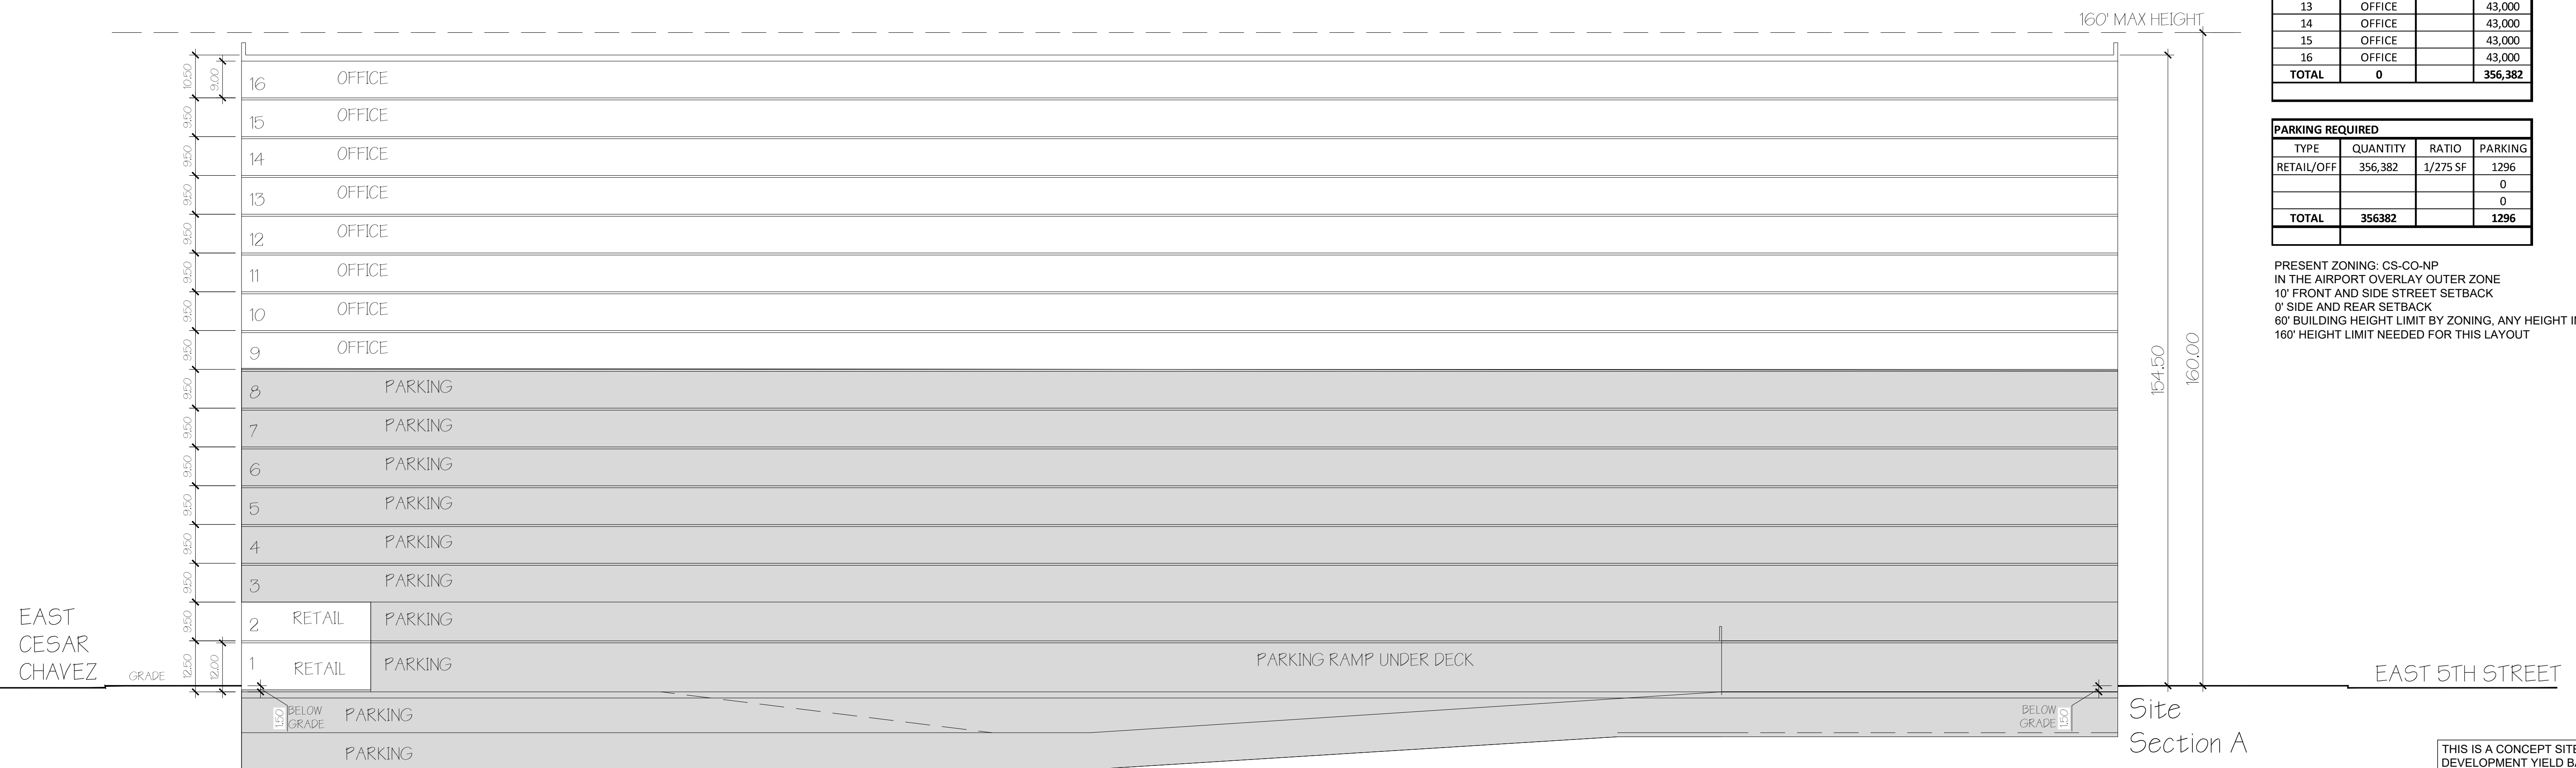 160' MAX HEIGHT
10.50
9.00
16 OFFICE
9.50
15 OFFICE
9.50
14 OFFICE
9.50
13 OFFICE
9.50
12 OFFICE
9.50
11 OFFICE
9.50
10 OFFICE
9.50
9 OFFICE
9.50
8 PARKING
9.50
7 PARKING
9.50
6 PARKING
9.50
5 PARKING
9.50
4 PARKING
9.50
3 PARKING
9.50
2 RETAIL PARKING
12.50
12.00
1 RETAIL PARKING PARKING RAMP UNDER DECK
EAST
CESAR
CHAVEZ
GRADE
1.50
BELOW
GRADE
PARKING
PARKING
BELOW
GRADE
1.50
154.50
160.00
EAST 5TH STREET
Site
Section A
13 OFFICE 43,000
14 OFFICE 43,000
15 OFFICE 43,000
16 OFFICE 43,000
TOTAL 0 356,382
PARKING REQUIRED
TYPE QUANTITY RATIO PARKING
RETAIL/OFF 356,382 1/275 SF 1296
0
0
TOTAL 356382 1296
PRESENT ZONING: CS-CO-NP
IN THE AIRPORT OVERLAY OUTER ZONE
10' FRONT AND SIDE STREET SETBACK
0' SIDE AND REAR SETBACK
60' BUILDING HEIGHT LIMIT BY ZONING, ANY HEIGHT
160' HEIGHT LIMIT NEEDED FOR THIS LAYOUT
THIS IS A CONCEPT SITE
DEVELOPMENT YIELD